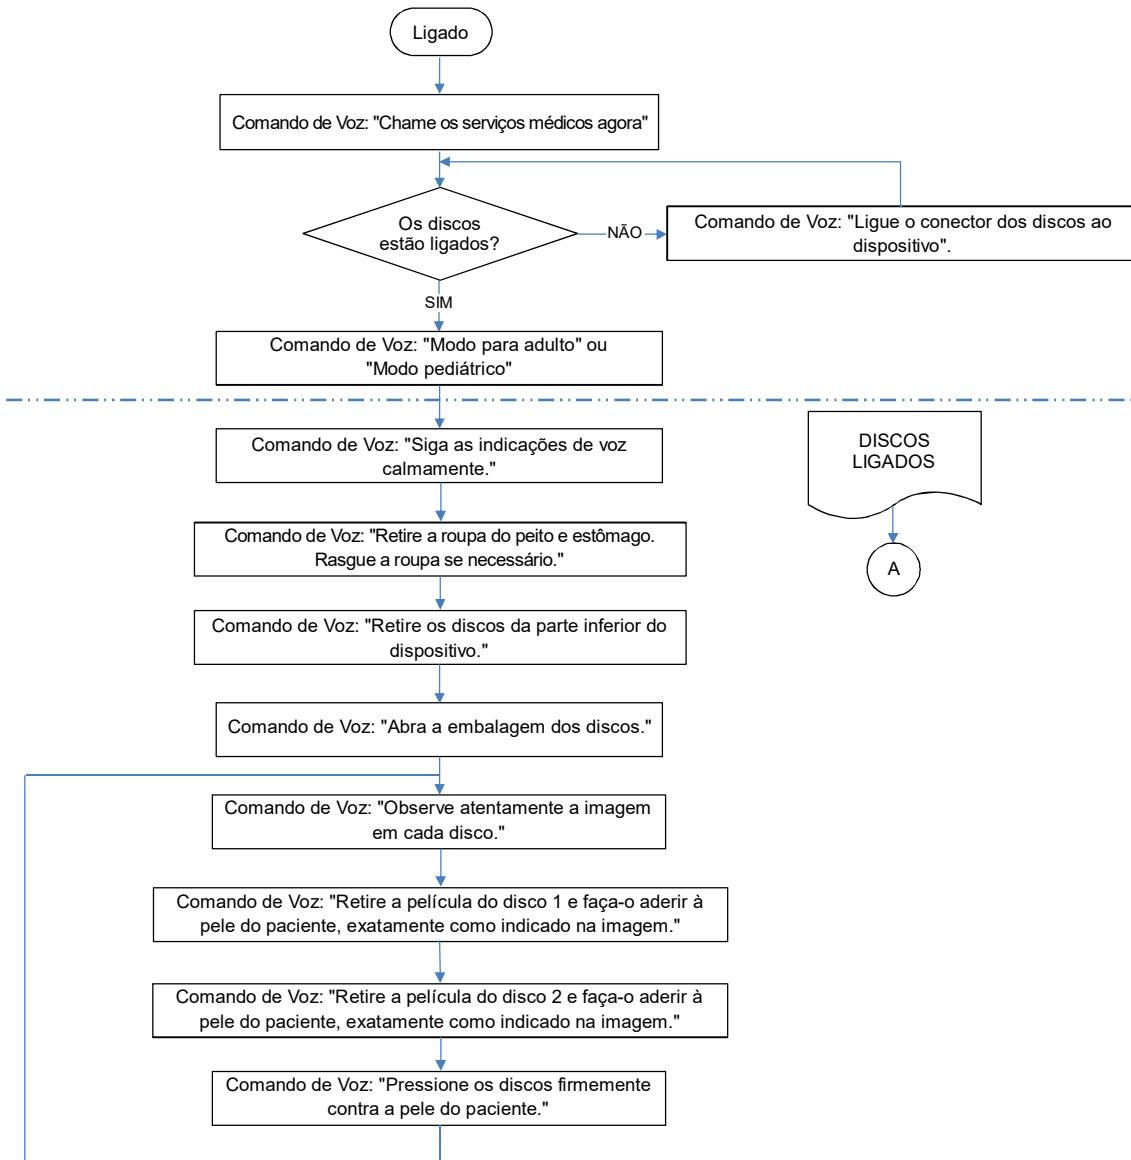 Ligado
Comando de Voz: "Chame os serviços médicos agora"
Os discos
estão ligados?
NÃO
Comando de Voz: "Ligue o conector dos discos ao
dispositivo".
SIM
Comando de Voz: "Modo para adulto" ou
"Modo pediátrico"
Comando de Voz: "Siga as indicações de voz
calmamente."
DISCOS
LIGADOS
A
Comando de Voz: "Retire a roupa do peito e estômago.
Rasgue a roupa se necessário."
Comando de Voz: "Retire os discos da parte inferior do
dispositivo."
Comando de Voz: "Abra a embalagem dos discos."
Comando de Voz: "Observe atentamente a imagem
em cada disco."
Comando de Voz: "Retire a película do disco 1 e faça-o aderir à
pele do paciente, exatamente como indicado na imagem."
Comando de Voz: "Retire a película do disco 2 e faça-o aderir à
pele do paciente, exatamente como indicado na imagem."
Comando de Voz: "Pressione os discos firmemente
contra a pele do paciente."